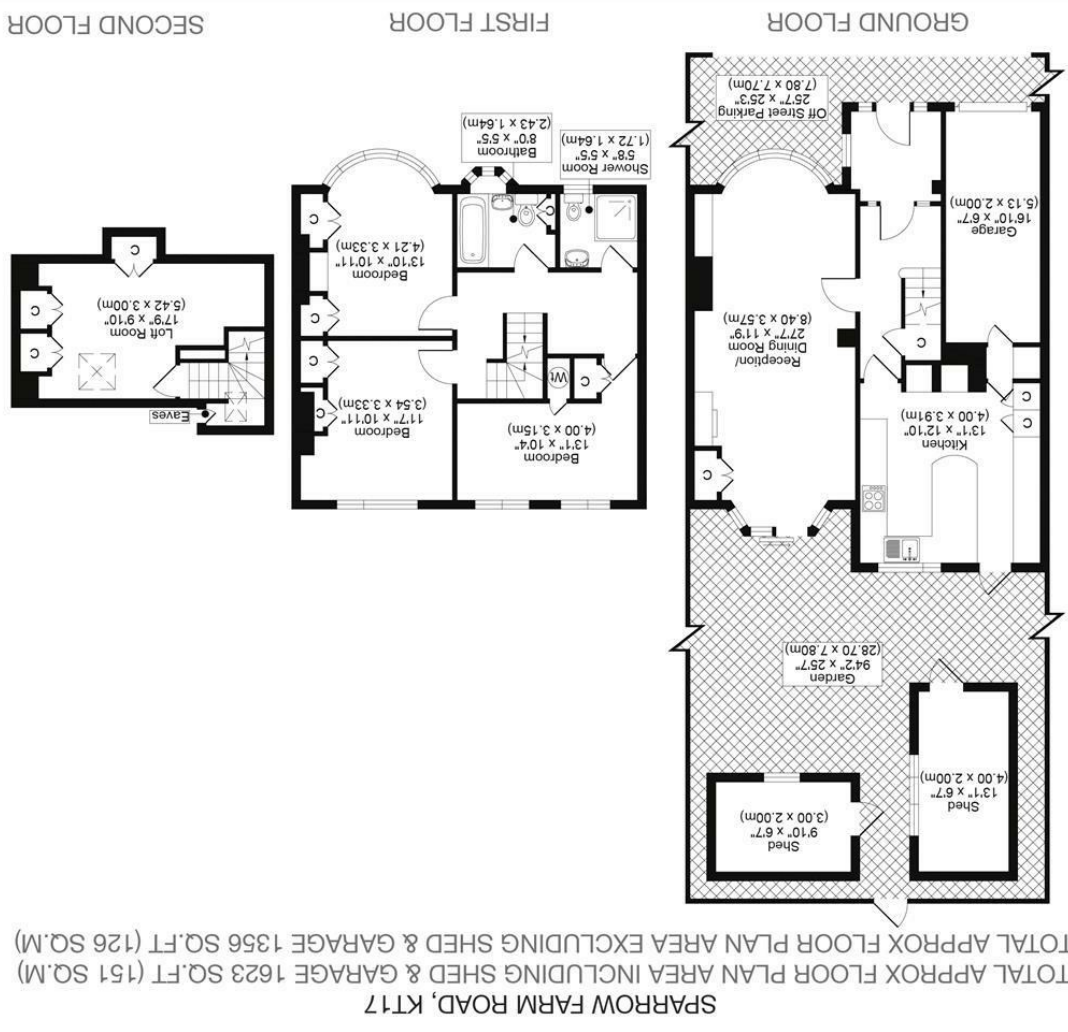 SPARROW FARM ROAD, KT17
TOTAL APPROX FLOOR PLAN AREA INCLUDING SHED & GARAGE 1623 SQ.FT (151 SQ.M)
TOTAL APPROX FLOOR PLAN AREA EXCLUDING SHED & GARAGE 1356 SQ.FT (126 SQ.M)
Shed
13'1" x 6'7"
(4.00 x 2.00m)
Shed
9'10" x 6'7"
(3.00 x 2.00m)
Garden
94'2" x 25'7"
(28.70 x 7.80m)
Kitchen
13'1" x 12'10"
(4.00 x 3.91m)
C
C
C
C
Reception/
Dining Room
27'7" x 11'9"
(8.40 x 3.57m)
Garage
16'10" x 6'7"
(5.13 x 2.00m)
Off Street Parking
25'7" x 25'3"
(7.80 x 7.70m)
GROUND FLOOR
Bedroom
13'1" x 10'4"
(4.00 x 3.15m)
Bedroom
11'7" x 10'11"
(3.54 x 3.33m)
C
C
Wt
C
Bedroom
13'10" x 10'11"
(4.21 x 3.33m)
C
C
C
Shower Room
5'8" x 5'5"
(1.72 x 1.64m)
Bathroom
8'0" x 5'5"
(2.43 x 1.64m)
FIRST FLOOR
Eaves
Loft Room
17'9" x 9'10"
(5.42 x 3.00m)
C
C
C
SECOND FLOOR